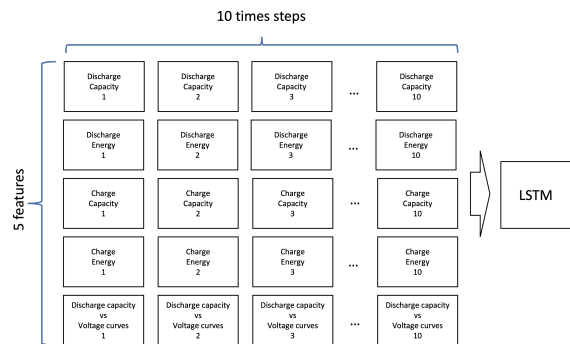 10 times steps
5 features
Discharge
Capacity
1
Discharge
Capacity
2
Discharge
Capacity
3
...
Discharge
Capacity
10
Discharge
Energy
1
Discharge
Energy
2
Discharge
Energy
3
...
Discharge
Energy
10
Charge
Capacity
1
Charge
Capacity
2
Charge
Capacity
3
...
Charge
Capacity
10
Charge
Energy
1
Charge
Energy
2
Charge
Energy
3
...
Charge
Energy
10
Discharge capacity
vs
Voltage curves
1
Discharge capacity
vs
Voltage curves
2
Discharge capacity
vs
Voltage curves
3
...
Discharge capacity
vs
Voltage curves
10
LSTM